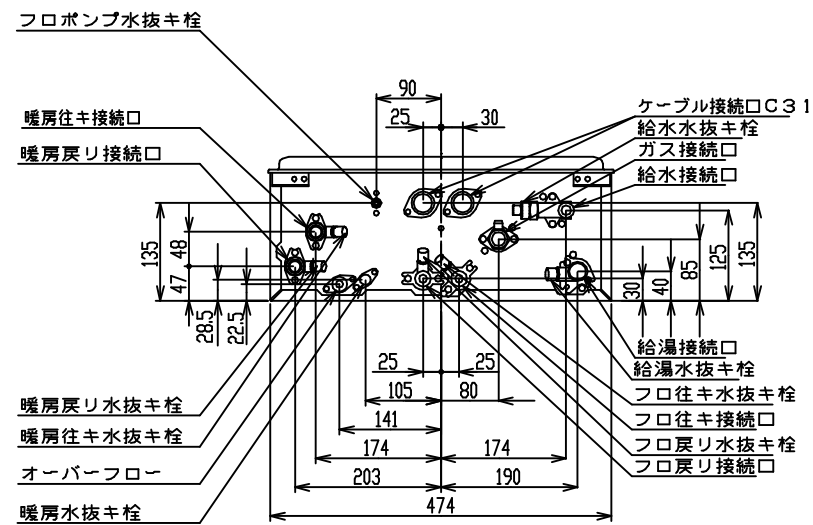 フロポンプ水抜キ栓
90
25
30
ケーブル接続口C31
給水水抜キ栓
ガス接続口
給水接続口
暖房往キ接続口
暖房戻リ接続口
135
48
47
28.5
22.5
30
40
85
125
135
給湯接続口
給湯水抜キ栓
フロ往キ水抜キ栓
フロ往キ接続口
フロ戻リ水抜キ栓
フロ戻リ接続口
25
25
105
80
141
174
174
203
190
474
暖房戻リ水抜キ栓
暖房往キ水抜キ栓
オーバーフロー
暖房水抜キ栓